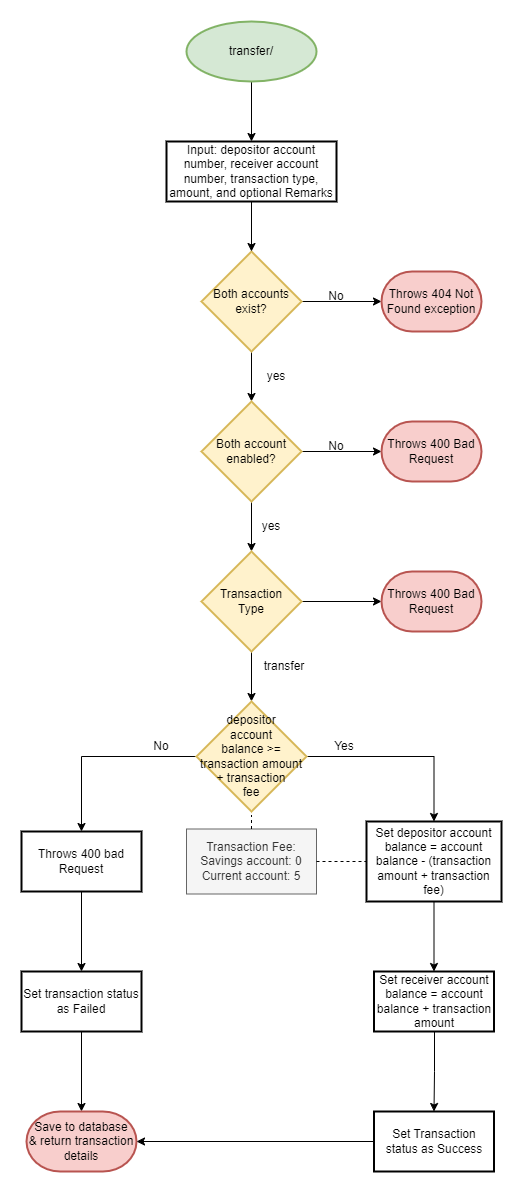 transfer/
Input: depositor account
number, receiver account
number, transaction type,
amount, and optional Remarks
Both accounts
exist?
No
Throws 404 Not
Found exception
yes
Both account
enabled?
No
Throws 400 Bad
Request
yes
Transaction
Type
Throws 400 Bad
Request
transfer
depositor
account
balance >=
transaction amount
+ transaction
fee
No
Yes
Throws 400 bad
Request
Transaction Fee:
Savings account: 0
Current account: 5
Set depositor account
balance = account
balance - (transaction
amount + transaction
fee)
Set transaction status
as Failed
Set receiver account
balance = account
balance + transaction
amount
Save to database
& return transaction
details
Set Transaction
status as Success